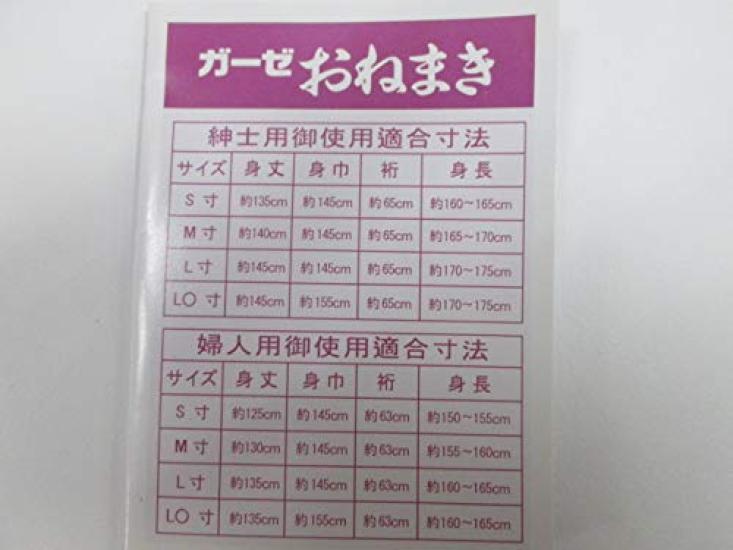 ガーゼ おねまき
紳士用御使用適合寸法
サイズ 身丈 身巾 裄 身長
S寸 約135cm 約145cm 約65cm 約160～165cm
M寸 約140cm 約145cm 約65cm 約165～170cm
L寸 約145cm 約145cm 約65cm 約170～175cm
LO寸 約145cm 約155cm 約65cm 約170～175cm
婦人用御使用適合寸法
サイズ 身丈 身巾 裄 身長
S寸 約125cm 約145cm 約63cm 約150～155cm
M寸 約130cm 約145cm 約63cm 約155～160cm
L寸 約135cm 約145cm 約63cm 約160～165cm
LO寸 約135cm 約155cm 約63cm 約160～165cm